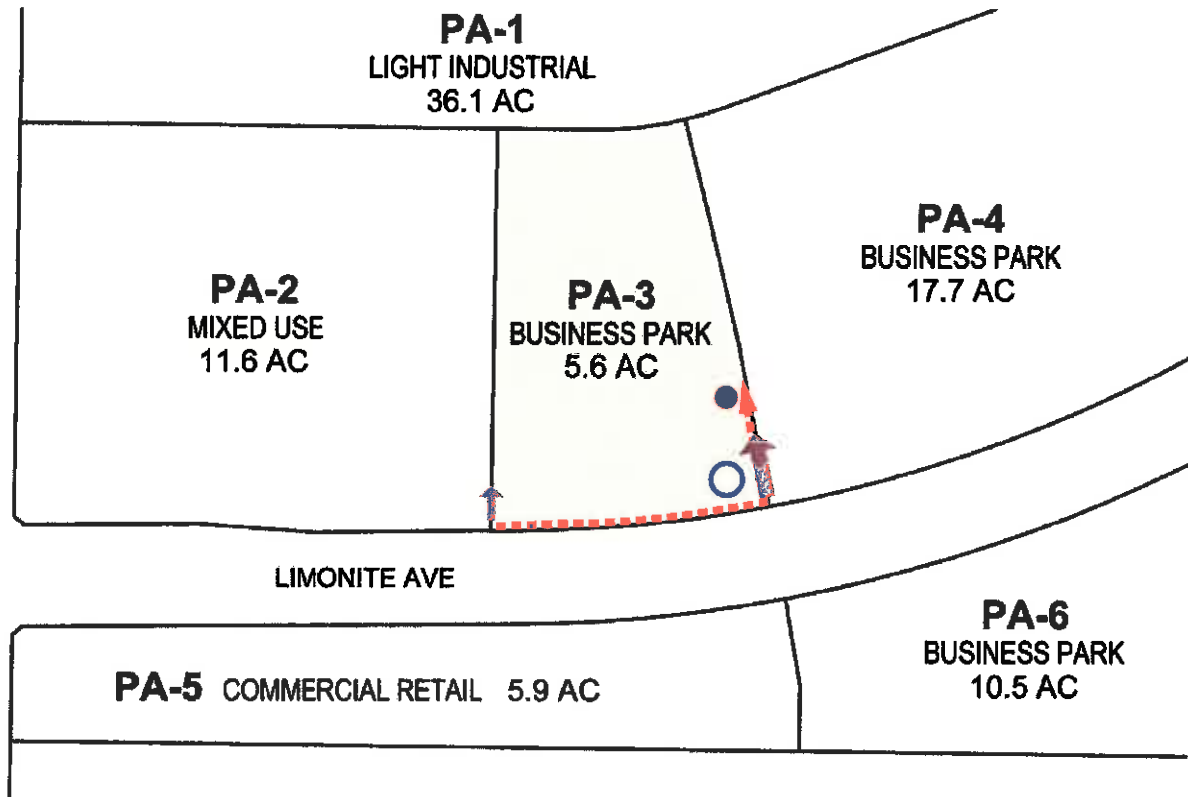 PA-1
LIGHT INDUSTRIAL
36.1 AC
PA-2
MIXED USE
11.6 AC
PA-3
BUSINESS PARK
5.6 AC
PA-4
BUSINESS PARK
17.7 AC
LIMONITE AVE
PA-5 COMMERCIAL RETAIL 5.9 AC
PA-6
BUSINESS PARK
10.5 AC